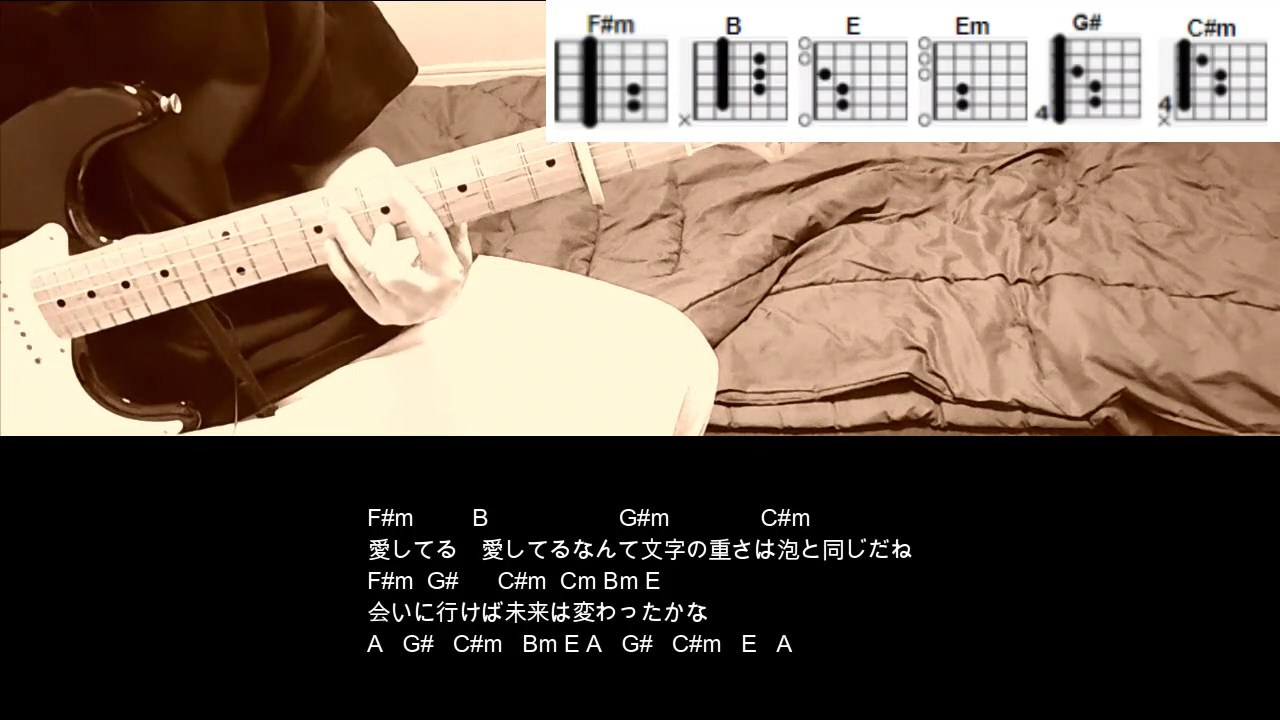 F#m B E Em G# C#m
× 4 4 ×
F#m B G#m C#m
愛してる 愛してるなんて文字の重さは泡と同じだね
F#m G# C#m Cm Bm E
会いに行けば未来は変わったかな
A G# C#m Bm E A G# C#m E A